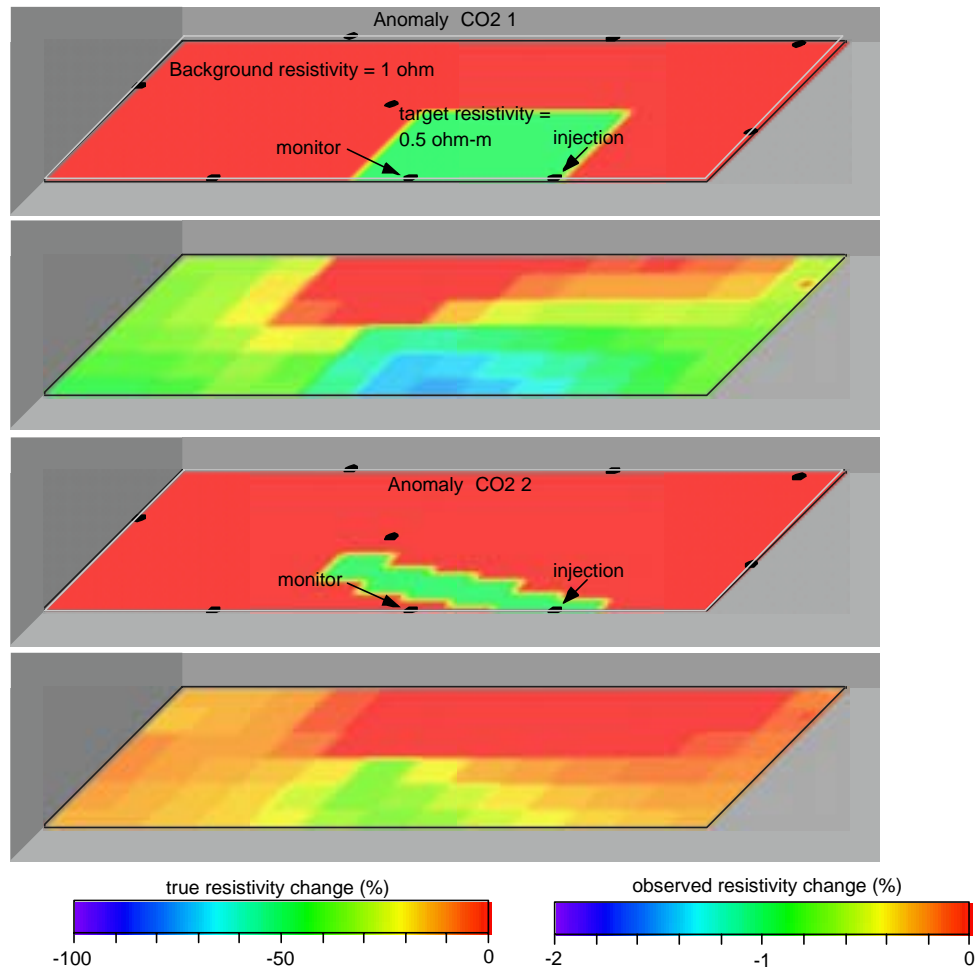 Anomaly CO2 1
Background resistivity = 1 ohm
target resistivity =
0.5 ohm-m
monitor
injection
Anomaly CO2 2
monitor
injection
true resistivity change (%)
-100
-50
0
observed resistivity change (%)
-2
-1
0